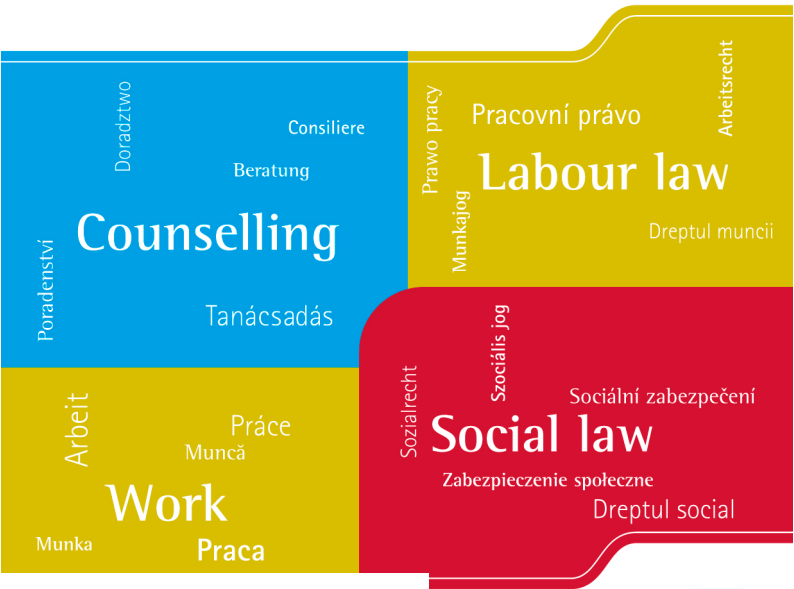 Doradztwo
Consiliere
Beratung
Counselling
Poradenství
Tanácsadás
Prawo pracy
Pracovní právo
Arbeitsrecht
Labour law
Munkajog
Dreptul muncii
Arbeit
Práce
Muncă
Work
Munka
Praca
Sozialrecht
Szociális jog
Sociální zabezpečení
Social law
Zabezpieczenie społeczne
Dreptul social